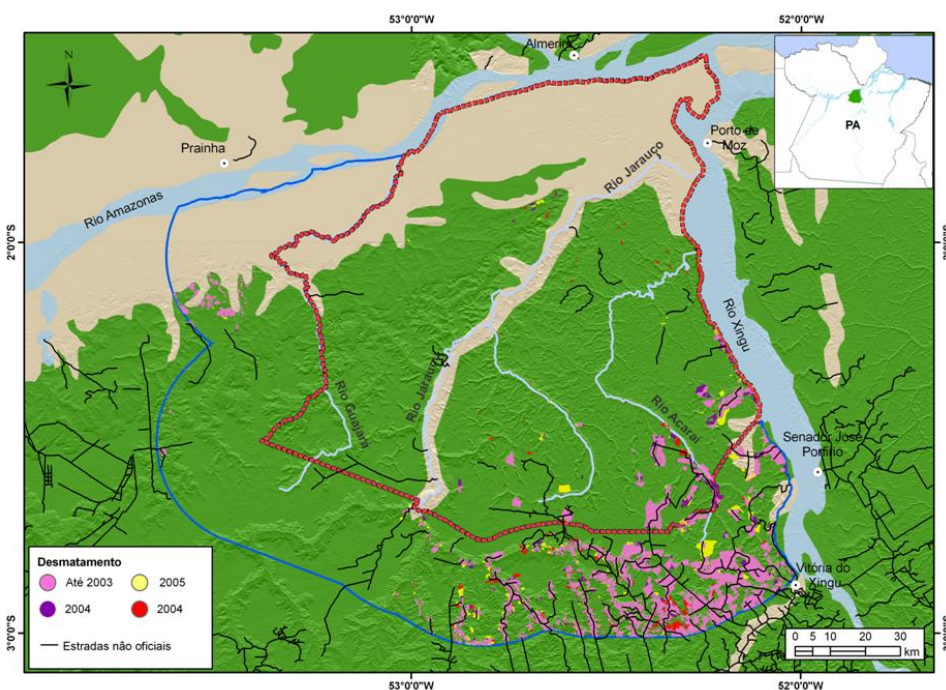 53°0'0"W
52°0'0"W
N
Almerim
PA
Prainha
Porto de
Moz
Rio Jarauço
Rio Amazonas
2°0'0"S
Rio Xingu
Rio Jarauçu
Rio Guajará
Rio Acaraí
Senador José
Porfírio
Desmatamento
Até 2003
2005
2004
2004
Estradas não oficiais
Vitória do
Xingu
3°0'0"S
0 5 10 20 30
km
53°0'0"W
52°0'0"W